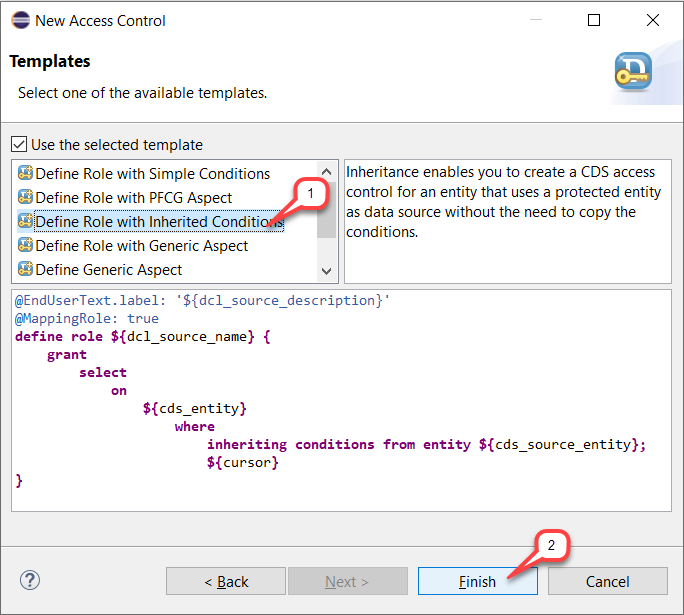 New Access Control
Templates
Select one of the available templates.
Use the selected template
Define Role with Simple Conditions
Define Role with PFCG Aspect
Define Role with Inherited Conditions
Define Role with Generic Aspect
Define Generic Aspect
1
Inheritance enables you to create a CDS access
control for an entity that uses a protected entity
as data source without the need to copy the
conditions.
@EndUserText.label: '${dcl_source_description}'
@MappingRole: true
define role ${dcl_source_name} {
grant
select
on
${cds_entity}
where
inheriting conditions from entity ${cds_source_entity};
${cursor}
}
2
?
< Back
Next >
Finish
Cancel